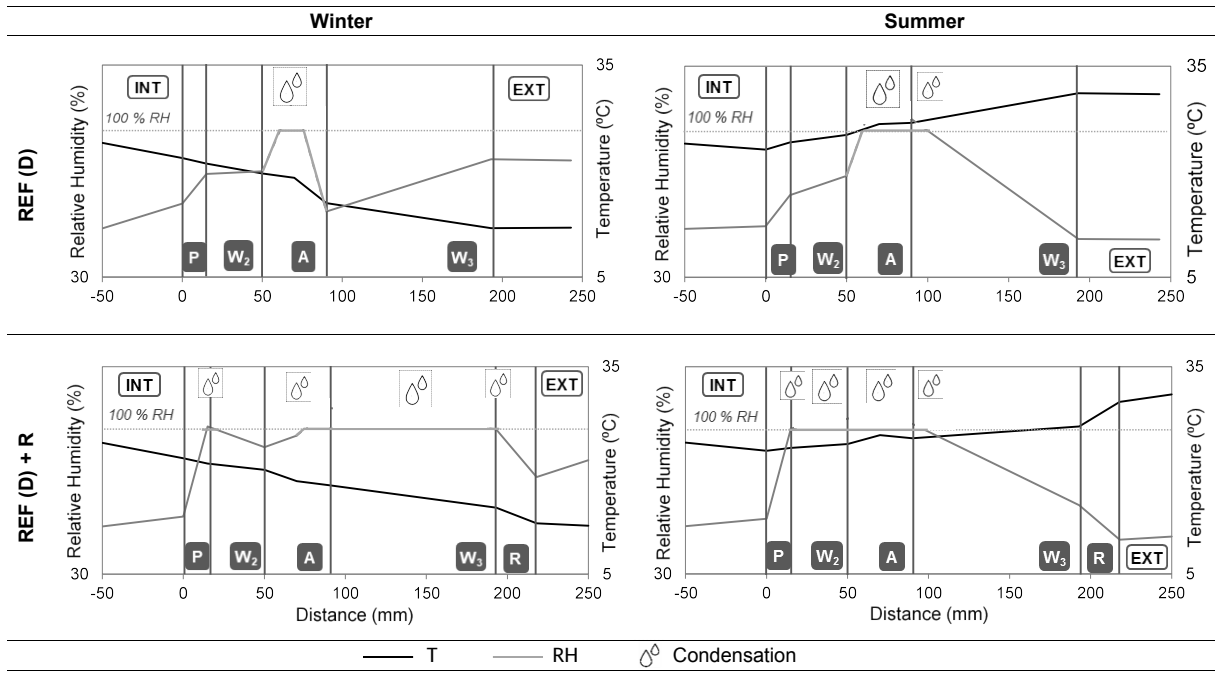 Winter Summer
REF (D)
Relative Humidity (%)
INT
100 % RH
EXT
P W₂ A W₃
30
-50 0 50 100 150 200 250
35
5
Temperature (ºC)
Relative Humidity (%)
INT
100 % RH
P W₂ A W₃
EXT
30
-50 0 50 100 150 200 250
35
5
Temperature (ºC)
REF (D) + R
Relative Humidity (%)
INT
100 % RH
EXT
P W₂ A W₃ R
30
-50 0 50 100 150 200 250
Distance (mm)
35
5
Temperature (ºC)
Relative Humidity (%)
INT
100 % RH
P W₂ A W₃ R
EXT
30
-50 0 50 100 150 200 250
Distance (mm)
35
5
Temperature (ºC)
T RH Condensation